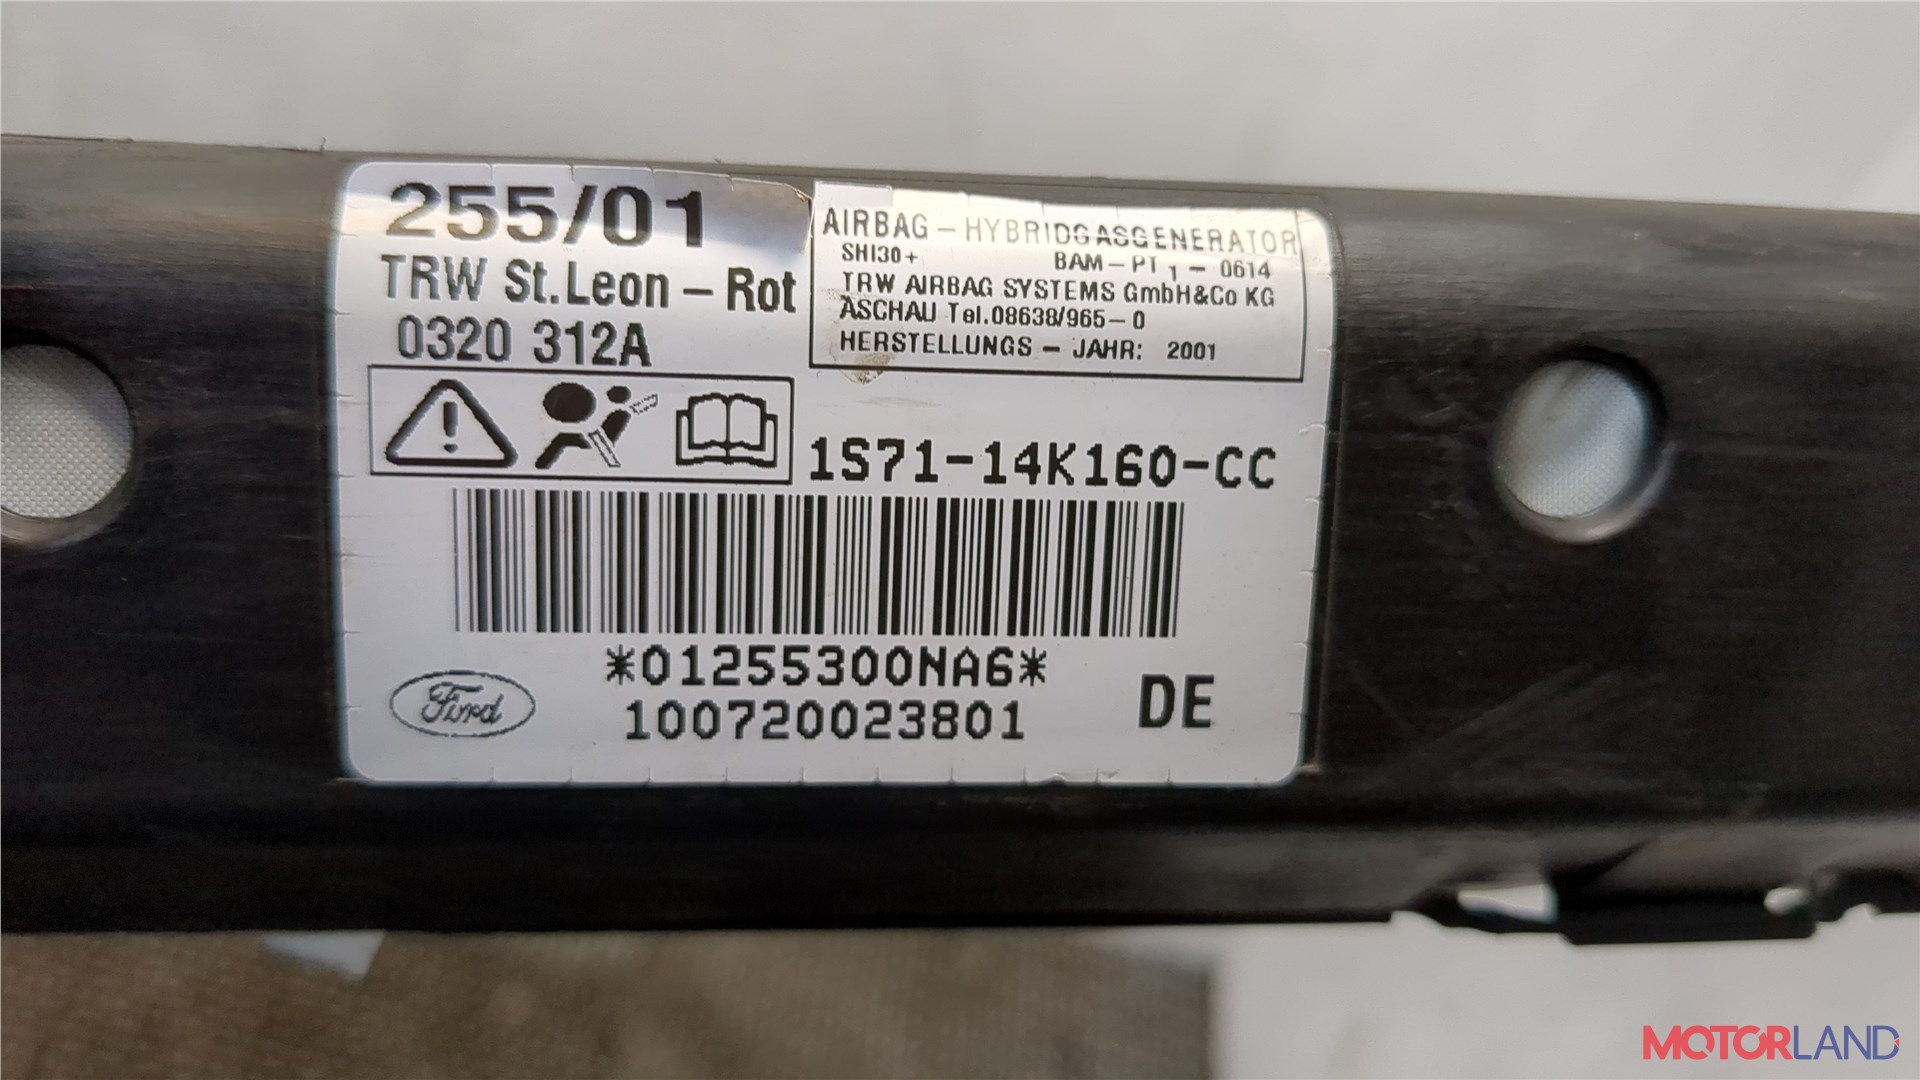 255/01
TRW St.Leon-Rot
0320 312A
AIRBAG-HYBRIDGASGENERATOR
SHI30+ BAM-PT 1-0614
TRW AIRBAG SYSTEMS GmbH&Co KG
ASCHAU Tel.08638/965-0
HERSTELLUNGS - JAHR: 2001
1S71-14K160-CC
*01255300NA6*
Ford
100720023801
DE
MOTORLAND